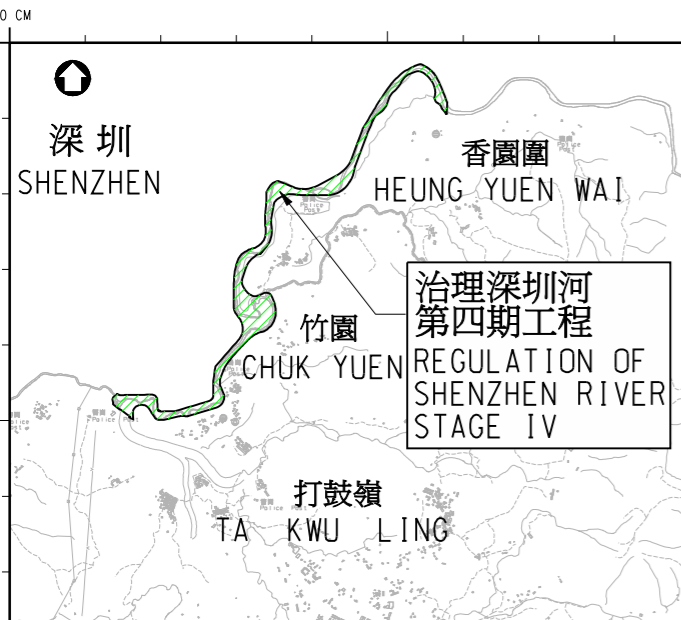 0 CM
深圳
SHENZHEN
香園圍
HEUNG YUEN WAI
治理深圳河
第四期工程
REGULATION OF
SHENZHEN RIVER
STAGE IV
竹園
CHUK YUEN
打鼓嶺
TA KWU LING